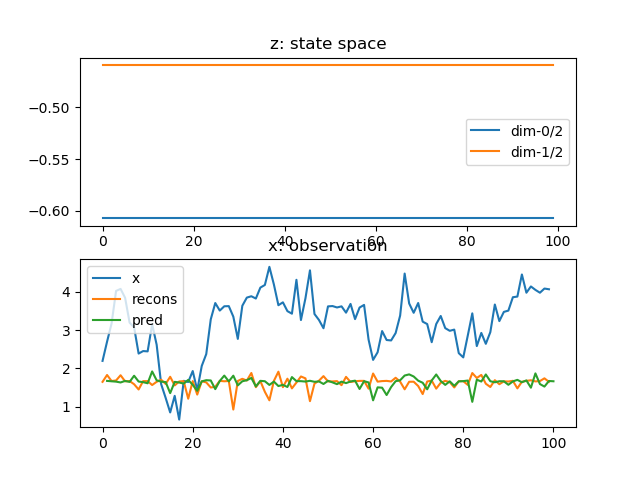 z: state space
−0.50
−0.55
−0.60
dim-0/2
dim-1/2
0 20 40 60 80 100
x: observation
4
3
2
1
x
recons
pred
0 20 40 60 80 100